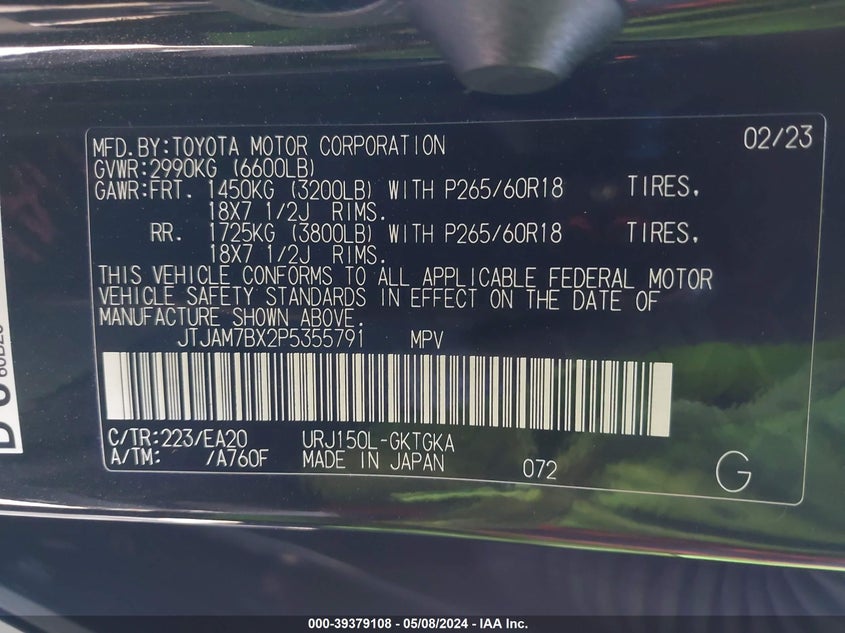 MFD.BY:TOYOTA MOTOR CORPORATION 02/23
GVWR:2990KG (6600LB)
GAWR:FRT. 1450KG (3200LB) WITH P265/60R18 TIRES,
18X7 1/2J RIMS.
RR. 1725KG (3800LB) WITH P265/60R18 TIRES,
18X7 1/2J RIMS.
THIS VEHICLE CONFORMS TO ALL APPLICABLE FEDERAL MOTOR
VEHICLE SAFETY STANDARDS IN EFFECT ON THE DATE OF
MANUFACTURE SHOWN ABOVE.
JTJAM7BX2P5355791 MPV
C/TR:223/EA20 URJ150L-GKTGKA
A/TM: /A760F MADE IN JAPAN 072 G
000-39379108 - 05/08/2024 - IAA Inc.